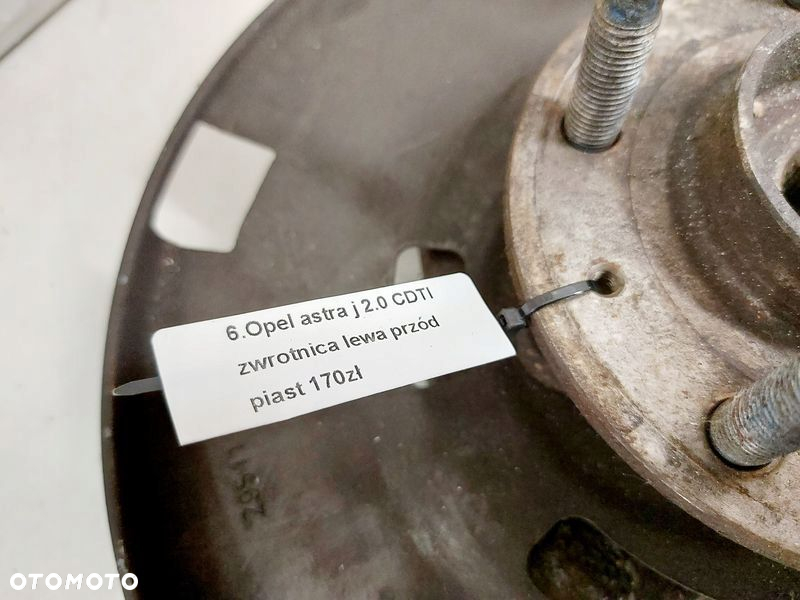 6.Opel astra j 2.0 CDTI
zwrotnica lewa przód
piast 170zł
OTOMOTO